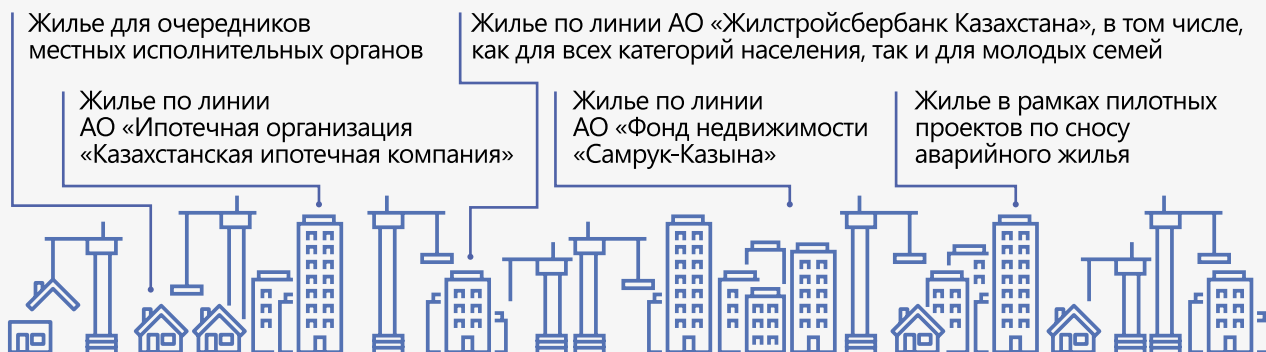 Жилье для очередников
местных исполнительных органов
Жилье по линии АО «Жилстройсбербанк Казахстана», в том числе,
как для всех категорий населения, так и для молодых семей
Жилье по линии
АО «Ипотечная организация
«Казахстанская ипотечная компания»
Жилье по линии
АО «Фонд недвижимости
«Самрук-Казына»
Жилье в рамках пилотных
проектов по сносу
аварийного жилья